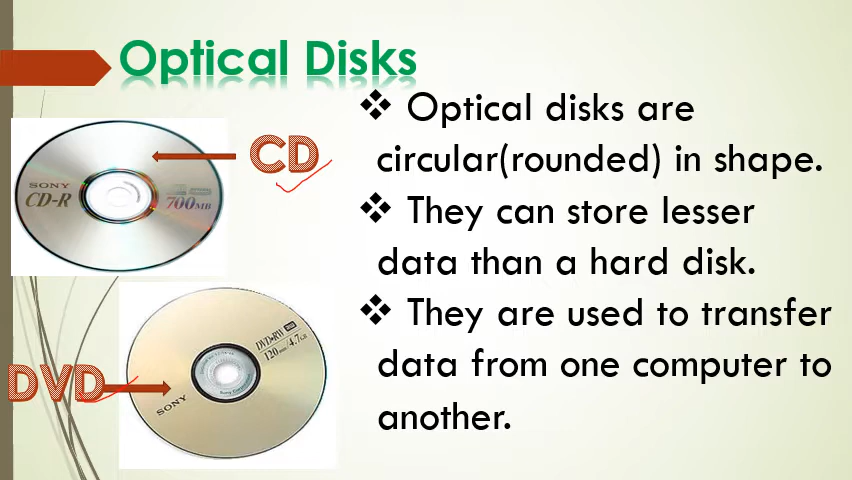 Optical Disks
CD
SONY
CD-R
700MB
DVD
DVD+RW
120min/4.7GB
SONY
❖ Optical disks are
circular(rounded) in shape.
❖ They can store lesser
data than a hard disk.
❖ They are used to transfer
data from one computer to
another.